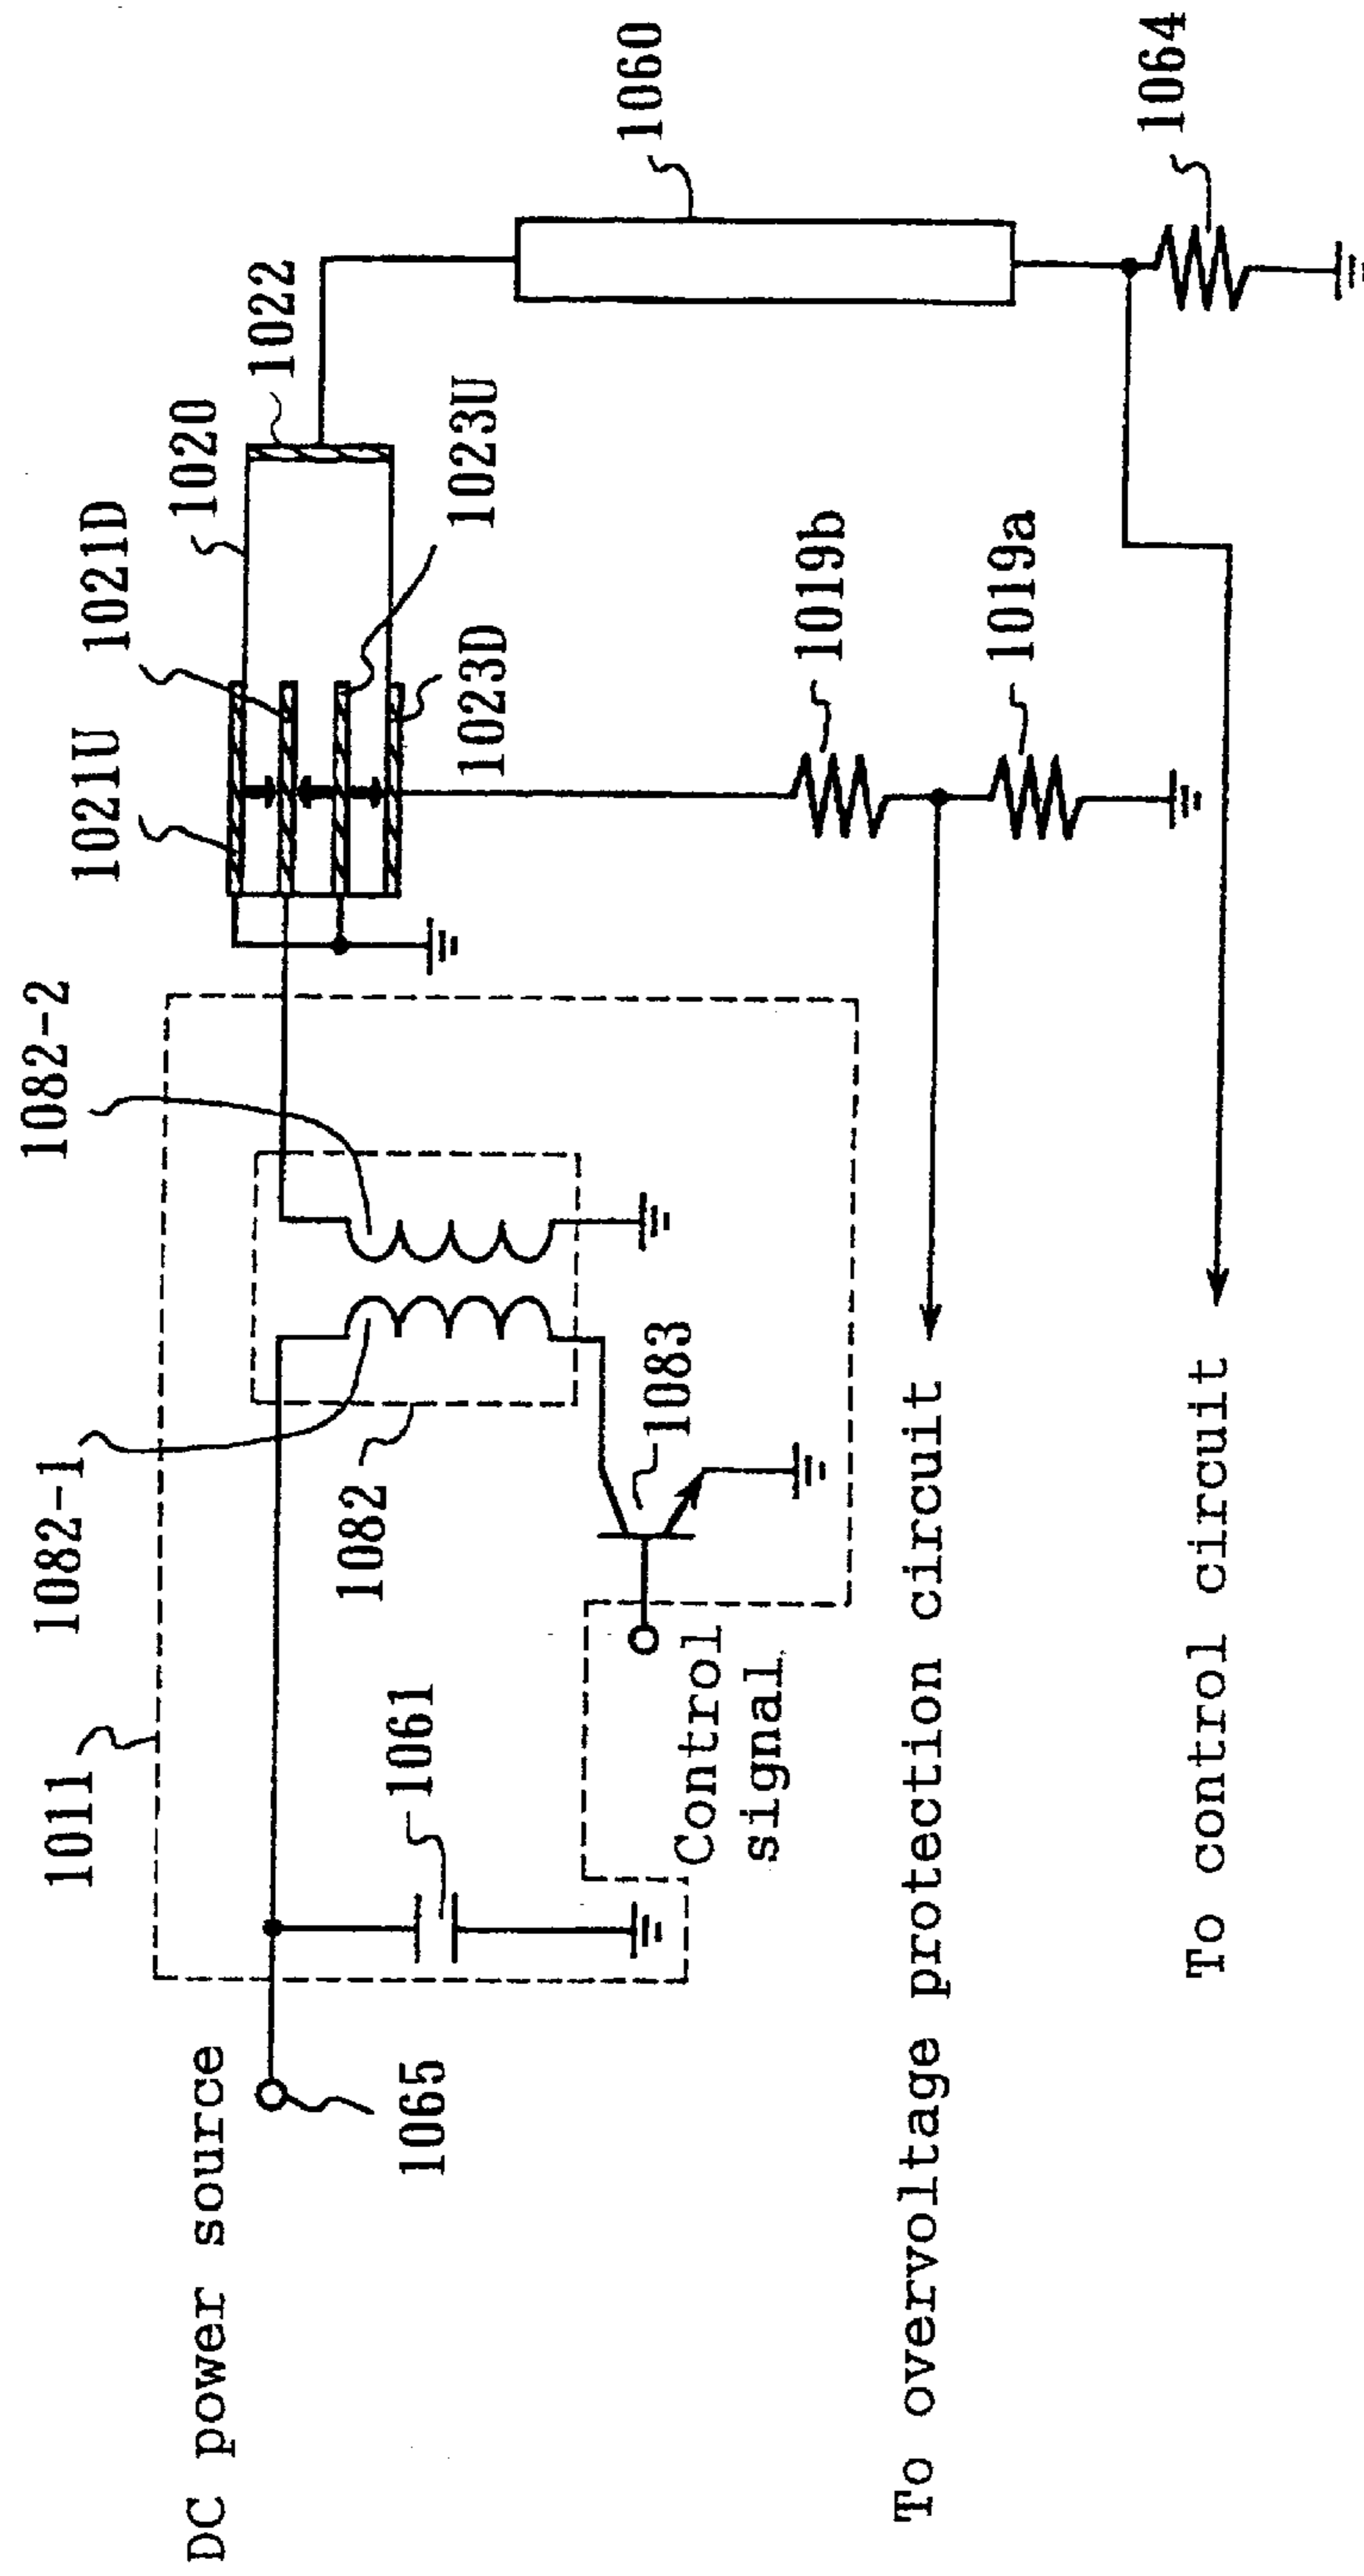 1011
1082-1
1082-2
1021U
1021D
1020
1022
1023U
1023D
1060
1064
DC power source
1065
1061
1082
1083
Control
signal
1019b
1019a
To overvoltage protection circuit
To control circuit